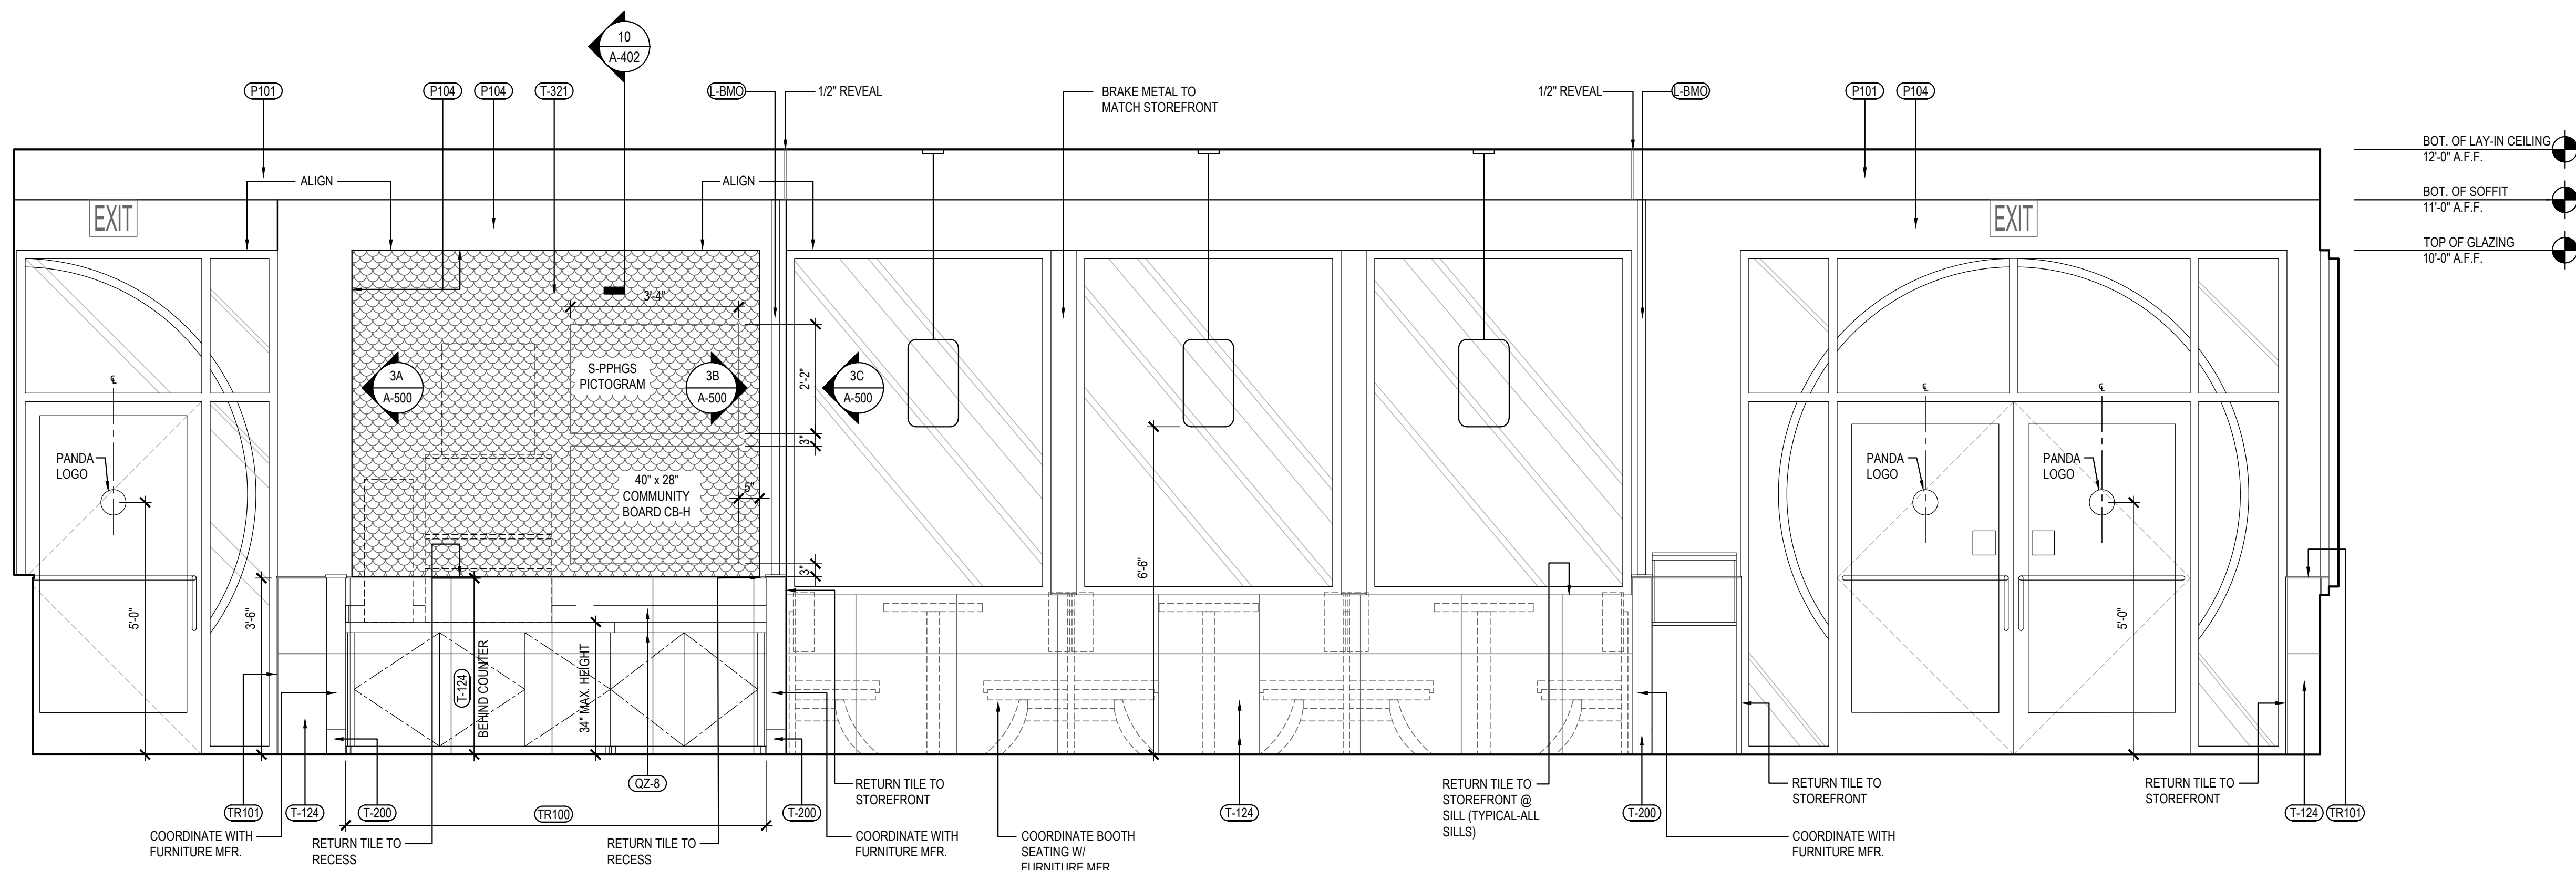 10
A-402
P101
P104
P104
T-321
L-BMO
1/2" REVEAL
BRAKE METAL TO
MATCH STOREFRONT
1/2" REVEAL
L-BMO
P101
P104
BOT. OF LAY-IN CEILING
12'-0" A.F.F.
BOT. OF SOFFIT
11'-0" A.F.F.
TOP OF GLAZING
10'-0" A.F.F.
ALIGN
ALIGN
EXIT
EXIT
3'-4"
S-PPHGS
PICTOGRAM
2'-2"
3A
A-500
3B
A-500
3C
A-500
℄
℄
℄
3"
PANDA
LOGO
40" x 28"
COMMUNITY
BOARD CB-H
5"
PANDA
LOGO
PANDA
LOGO
3"
6'-6"
5'-0"
3'-6"
T-124
BEHIND COUNTER
34" MAX. HEIGHT
5'-0"
QZ-8
RETURN TILE TO
STOREFRONT
RETURN TILE TO
STOREFRONT @
SILL (TYPICAL-ALL
SILLS)
RETURN TILE TO
STOREFRONT
RETURN TILE TO
STOREFRONT
TR101
T-124
T-200
TR100
T-200
T-124
T-200
T-124
TR101
COORDINATE WITH
FURNITURE MFR.
RETURN TILE TO
RECESS
RETURN TILE TO
RECESS
COORDINATE WITH
FURNITURE MFR.
COORDINATE BOOTH
SEATING W/
FURNITURE MFR.
COORDINATE WITH
FURNITURE MFR.